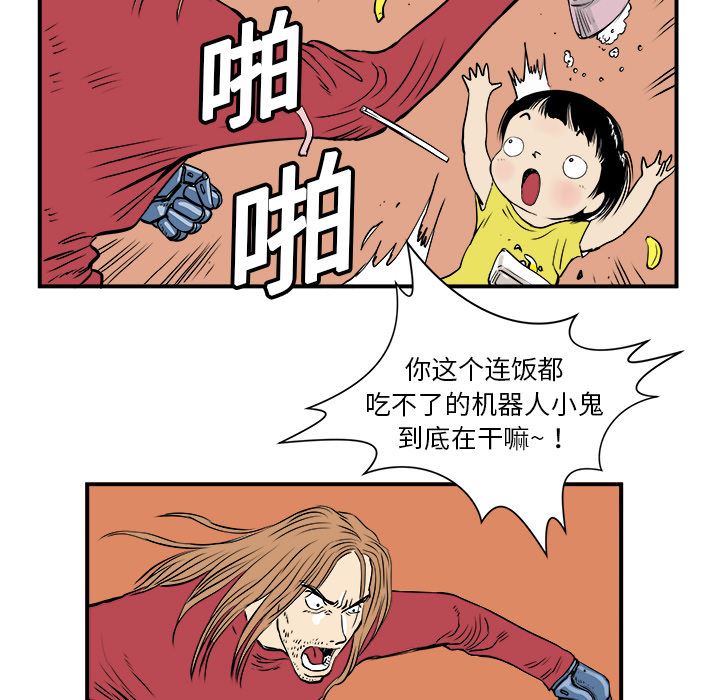 啪
啪
你这个连饭都
吃不了的机器人小鬼
到底在干嘛~！